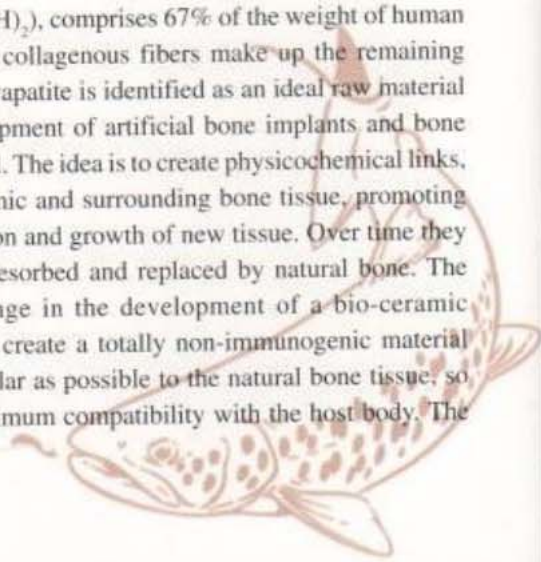 H)₂), comprises 67% of the weight of human
collagenous fibers make up the remaining
apatite is identified as an ideal raw material
pment of artificial bone implants and bone
. The idea is to create physicochemical links,
nic and surrounding bone tissue, promoting
on and growth of new tissue. Over time they
esorbed and replaced by natural bone. The
nge in the development of a bio-ceramic
create a totally non-immunogenic material
lar as possible to the natural bone tissue, so
mum compatibility with the host body. The